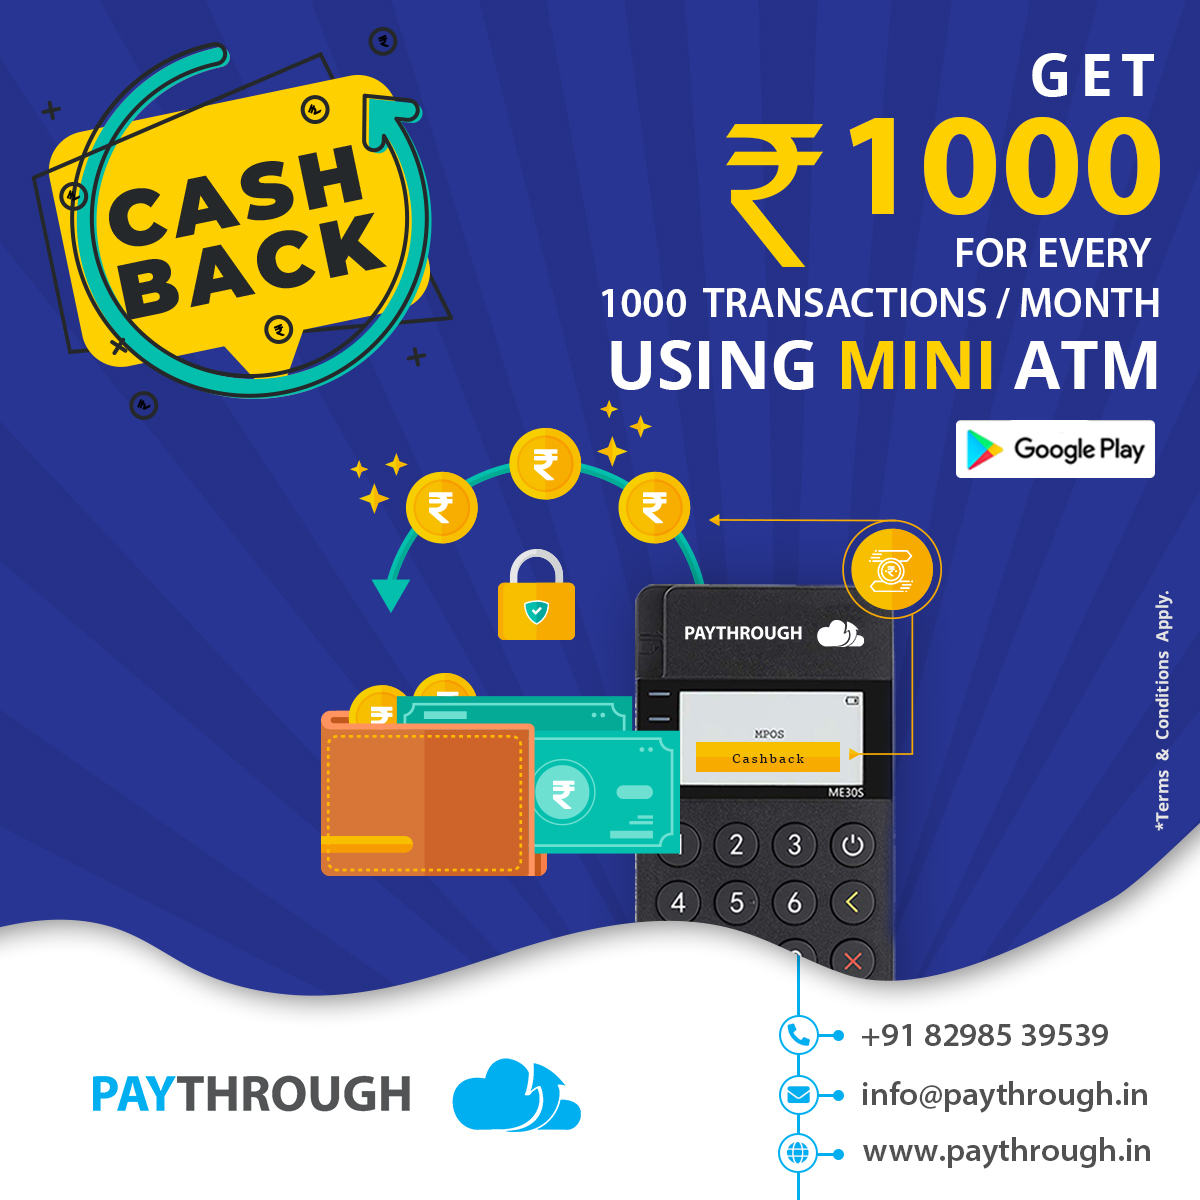 CASH
BACK
GET
₹1000
FOR EVERY
1000 TRANSACTIONS / MONTH
USING MINI ATM
Google Play
*Terms & Conditions Apply.
PAYTHROUGH
MPOS
Cashback
ME30S
1 2 3
4 5 6
PAYTHROUGH
+91 82985 39539
info@paythrough.in
www.paythrough.in